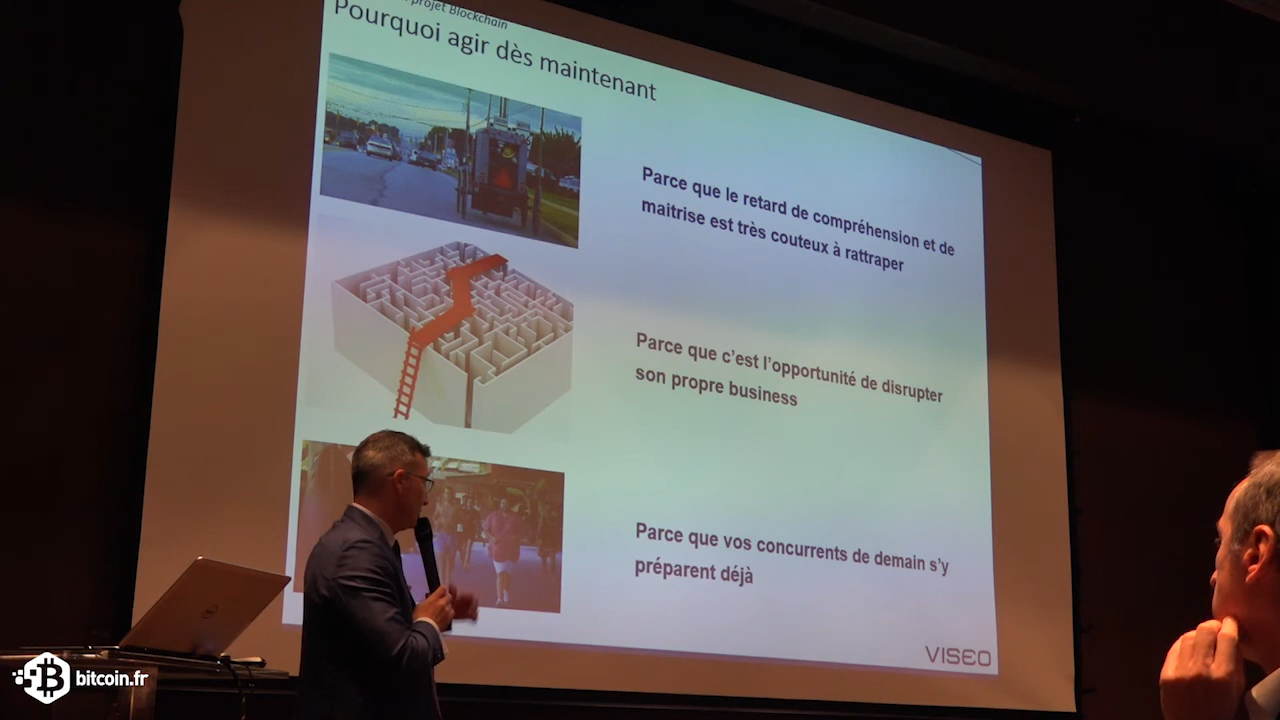 projet Blockchain
Pourquoi agir dès maintenant
Parce que le retard de compréhension et de
maitrise est très couteux à rattraper
Parce que c'est l'opportunité de disrupter
son propre business
Parce que vos concurrents de demain s'y
préparent déjà
VISEO
bitcoin.fr